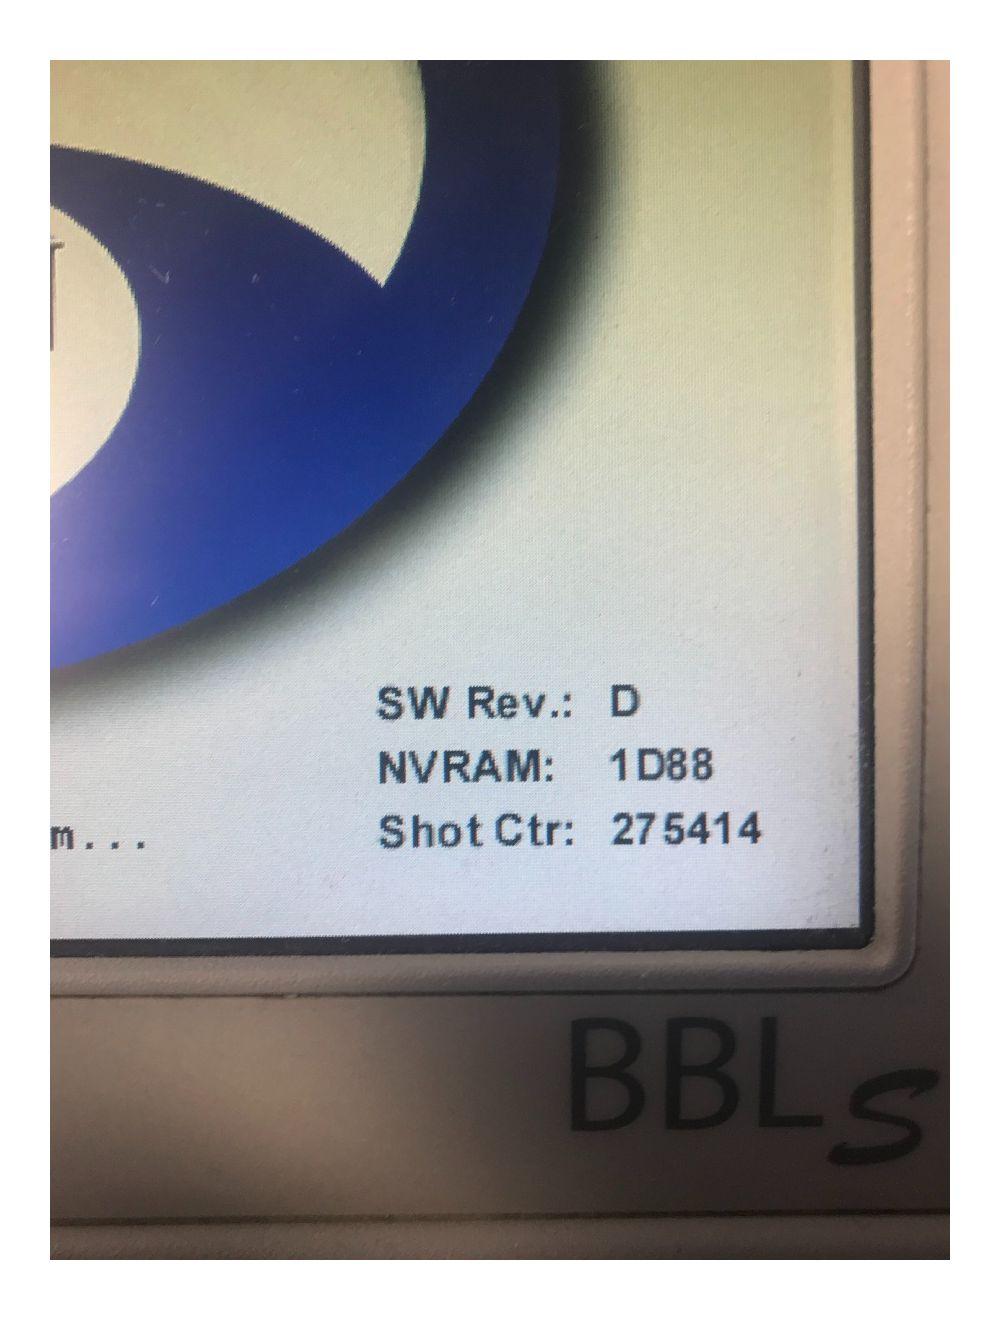 SW Rev.: D
NVRAM: 1D88
m... Shot Ctr: 275414
BBLs